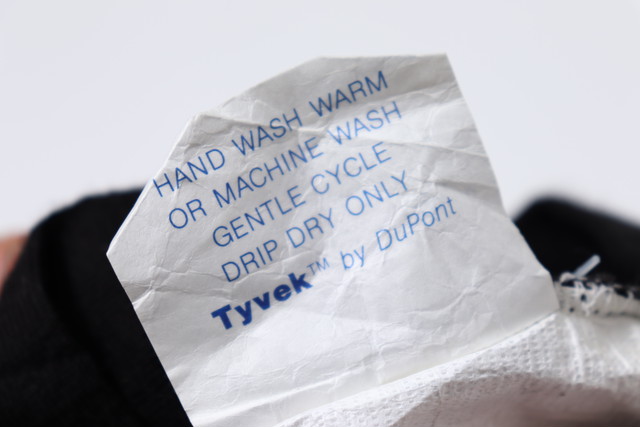 HAND WASH WARM
OR MACHINE WASH
GENTLE CYCLE
DRIP DRY ONLY
Tyvek™ by DuPont